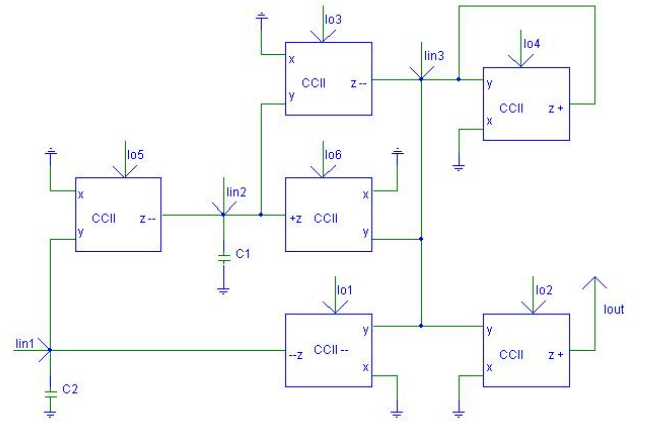 Io3
Iin3
Io4
x
CCII
z --
y
y
CCII
z +
x
Io5
Iin2
Io6
x
CCII
z --
y
+z
CCII
x
y
C1
Io1
Io2
Iout
Iin1
--z
CCII --
y
x
y
CCII
z +
x
C2